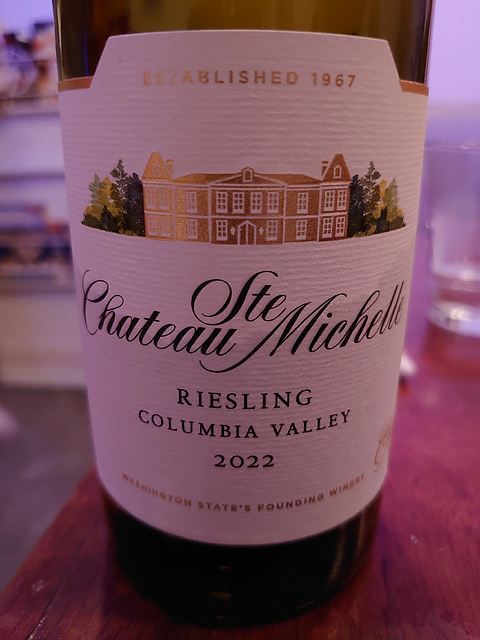 ESTABLISHED 1967
Chateau Ste Michelle
RIESLING
COLUMBIA VALLEY
2022
WASHINGTON STATE'S FOUNDING WINERY